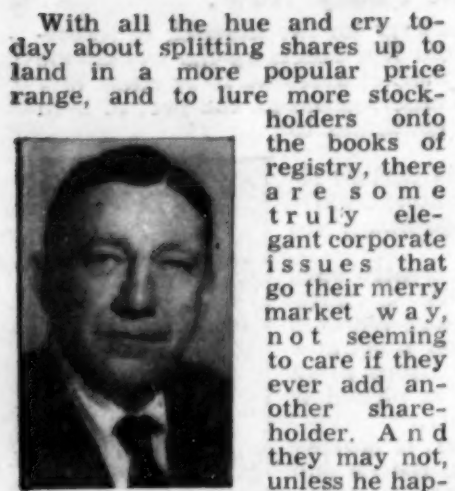 With all the hue and cry to-
day about splitting shares up to
land in a more popular price
range, and to lure more stock-
holders onto
the books of
registry, there
are some
truly ele-
gant corporate
issues that
go their merry
market way,
not seeming
to care if they
ever add an-
other share-
holder. And
they may not,
unless he hap-